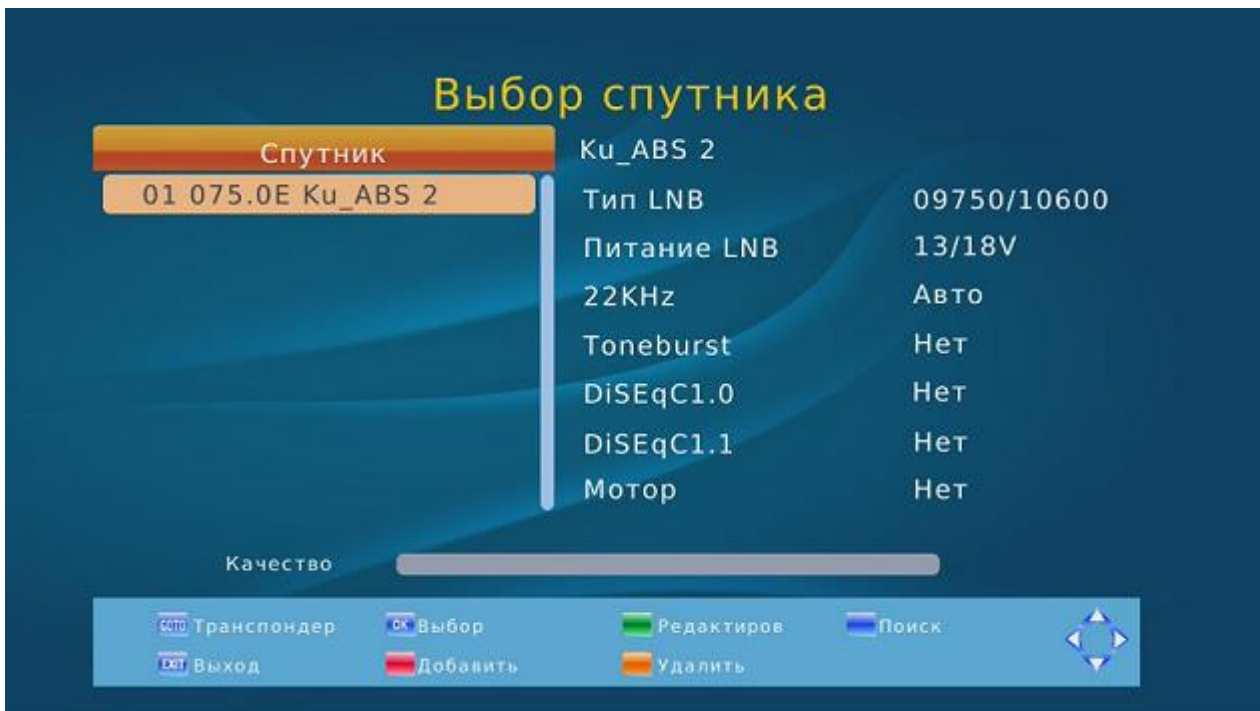 Выбор спутника
Спутник
01 075.0E Ku_ABS 2
Ku_ABS 2
Тип LNB 09750/10600
Питание LNB 13/18V
22KHz Авто
Toneburst Нет
DiSEqC1.0 Нет
DiSEqC1.1 Нет
Мотор Нет
Качество
GOTO Транспондер OK Выбор Редактиров Поиск
EXIT Выход Добавить Удалить